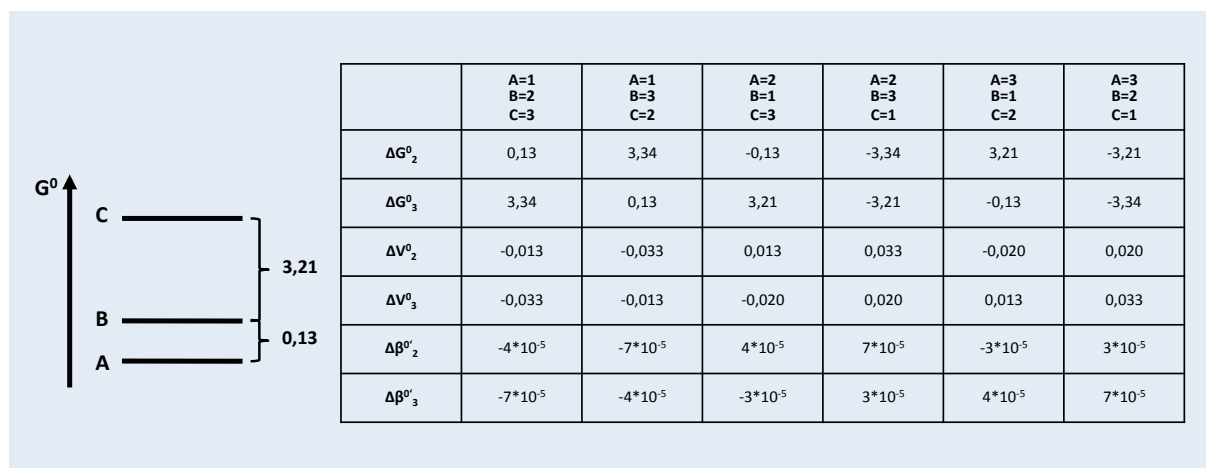 G⁰
C
B
A
3,21
0,13
A=1 A=1 A=2 A=2 A=3 A=3
B=2 B=3 B=1 B=3 B=1 B=2
C=3 C=2 C=3 C=1 C=2 C=1
ΔG⁰₂ 0,13 3,34 -0,13 -3,34 3,21 -3,21
ΔG⁰₃ 3,34 0,13 3,21 -3,21 -0,13 -3,34
ΔV⁰₂ -0,013 -0,033 0,013 0,033 -0,020 0,020
ΔV⁰₃ -0,033 -0,013 -0,020 0,020 0,013 0,033
Δβ⁰'₂ -4*10⁻⁵ -7*10⁻⁵ 4*10⁻⁵ 7*10⁻⁵ -3*10⁻⁵ 3*10⁻⁵
Δβ⁰'₃ -7*10⁻⁵ -4*10⁻⁵ -3*10⁻⁵ 3*10⁻⁵ 4*10⁻⁵ 7*10⁻⁵